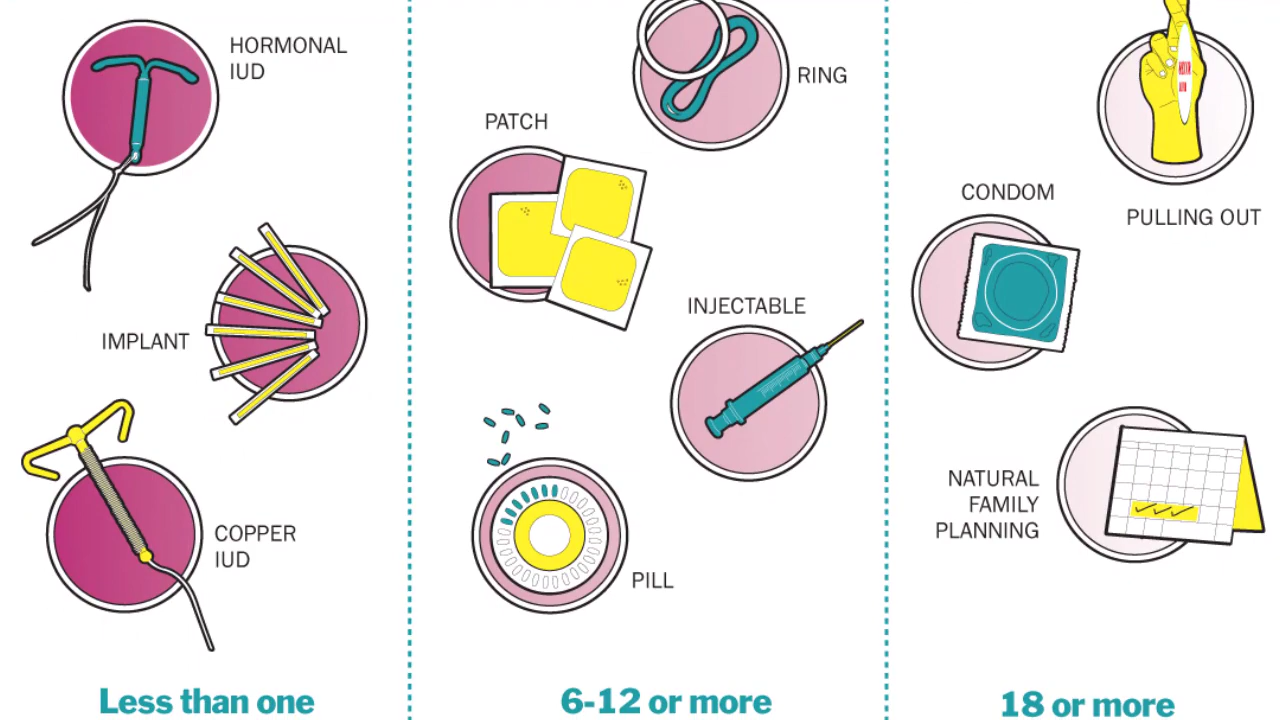 HORMONAL
IUD
IMPLANT
COPPER
IUD
Less than one
RING
PATCH
INJECTABLE
PILL
6-12 or more
PULLING OUT
CONDOM
NATURAL
FAMILY
PLANNING
18 or more